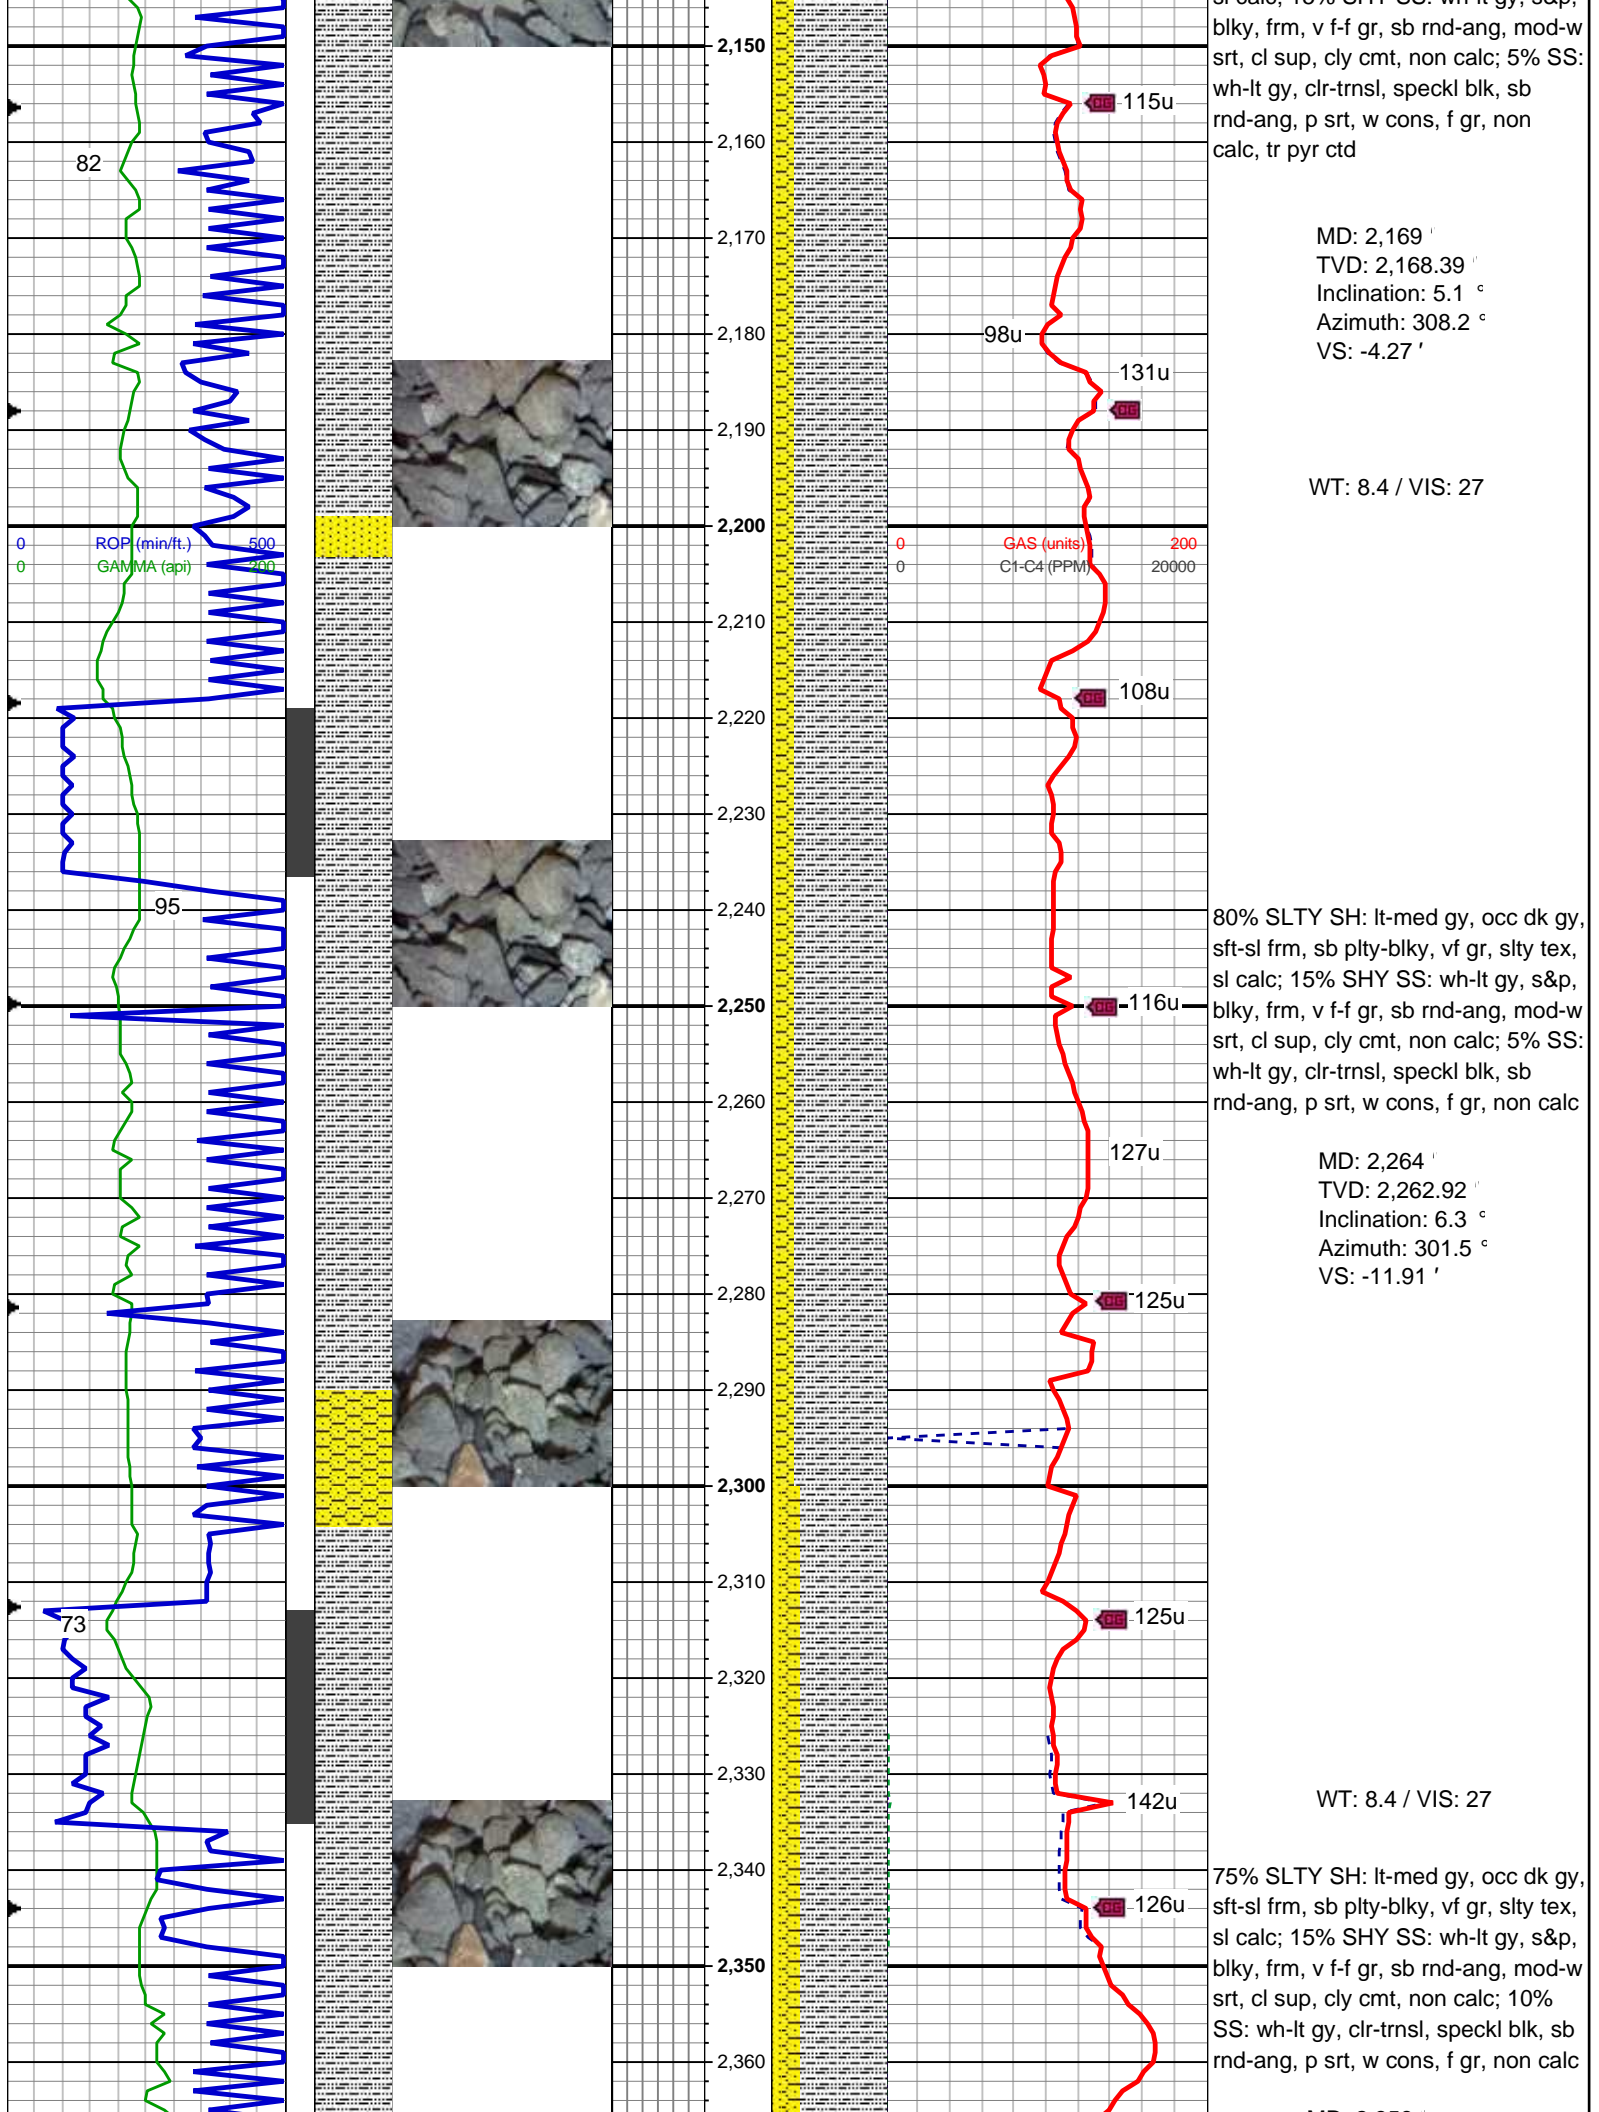 sl calc; 15% SHY SS: wh-lt gy, s&p,
blky, frm, v f-f gr, sb rnd-ang, mod-w
srt, cl sup, cly cmt, non calc; 5% SS:
wh-lt gy, clr-trnsl, speckl blk, sb
rnd-ang, p srt, w cons, f gr, non
calc, tr pyr ctd
2,150
CG 115u
2,160
82
2,170
MD: 2,169 '
TVD: 2,168.39 '
Inclination: 5.1 °
Azimuth: 308.2 °
VS: -4.27 '
2,180
98u
131u
CG
2,190
WT: 8.4 / VIS: 27
2,200
0 ROP (min/ft.) 500
0 GAMMA (api) 200
0 GAS (units) 200
0 C1-C4 (PPM) 20000
2,210
CG 108u
2,220
2,230
95
2,240
80% SLTY SH: lt-med gy, occ dk gy,
sft-sl frm, sb plty-blky, vf gr, slty tex,
sl calc; 15% SHY SS: wh-lt gy, s&p,
blky, frm, v f-f gr, sb rnd-ang, mod-w
srt, cl sup, cly cmt, non calc; 5% SS:
wh-lt gy, clr-trnsl, speckl blk, sb
rnd-ang, p srt, w cons, f gr, non calc
2,250
CG 116u
2,260
127u
MD: 2,264 '
TVD: 2,262.92 '
Inclination: 6.3 °
Azimuth: 301.5 °
VS: -11.91 '
2,270
2,280
CG 125u
2,290
2,300
2,310
73
CG 125u
2,320
2,330
142u
WT: 8.4 / VIS: 27
2,340
CG 126u
75% SLTY SH: lt-med gy, occ dk gy,
sft-sl frm, sb plty-blky, vf gr, slty tex,
sl calc; 15% SHY SS: wh-lt gy, s&p,
blky, frm, v f-f gr, sb rnd-ang, mod-w
srt, cl sup, cly cmt, non calc; 10%
SS: wh-lt gy, clr-trnsl, speckl blk, sb
rnd-ang, p srt, w cons, f gr, non calc
2,350
2,360